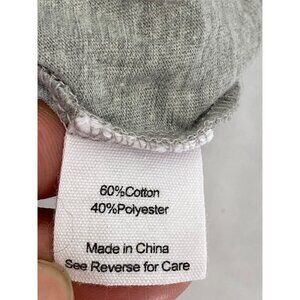 60%Cotton
40%Polyester
Made in China
See Reverse for Care